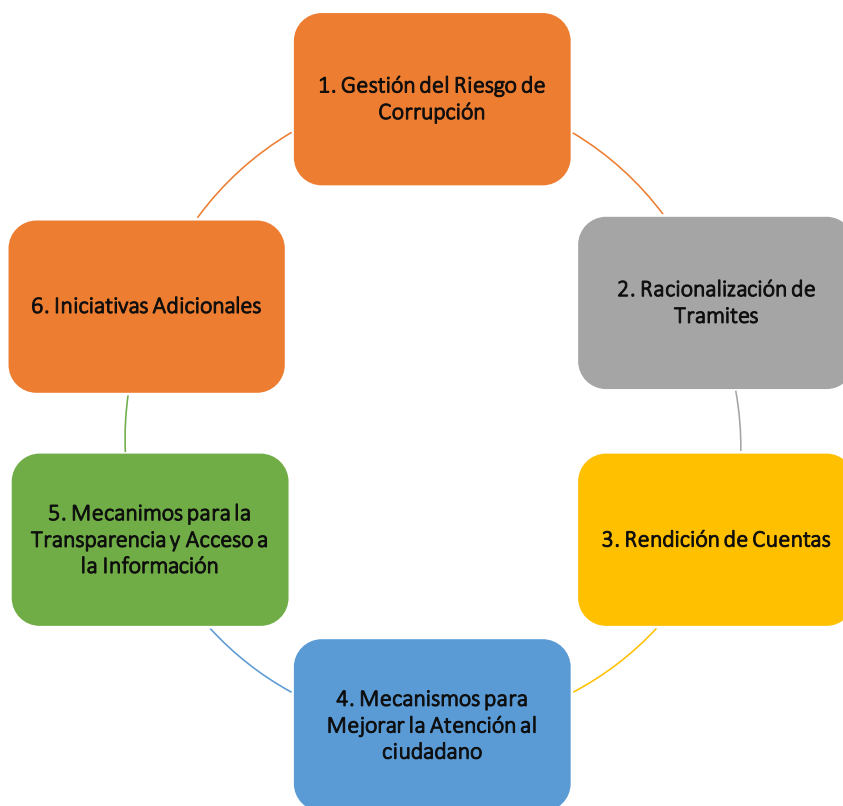 1. Gestión del Riesgo de
Corrupción
2. Racionalización de
Tramites
3. Rendición de Cuentas
4. Mecanismos para
Mejorar la Atención al
ciudadano
5. Mecanimos para la
Transparencia y Acceso a
la Información
6. Iniciativas Adicionales